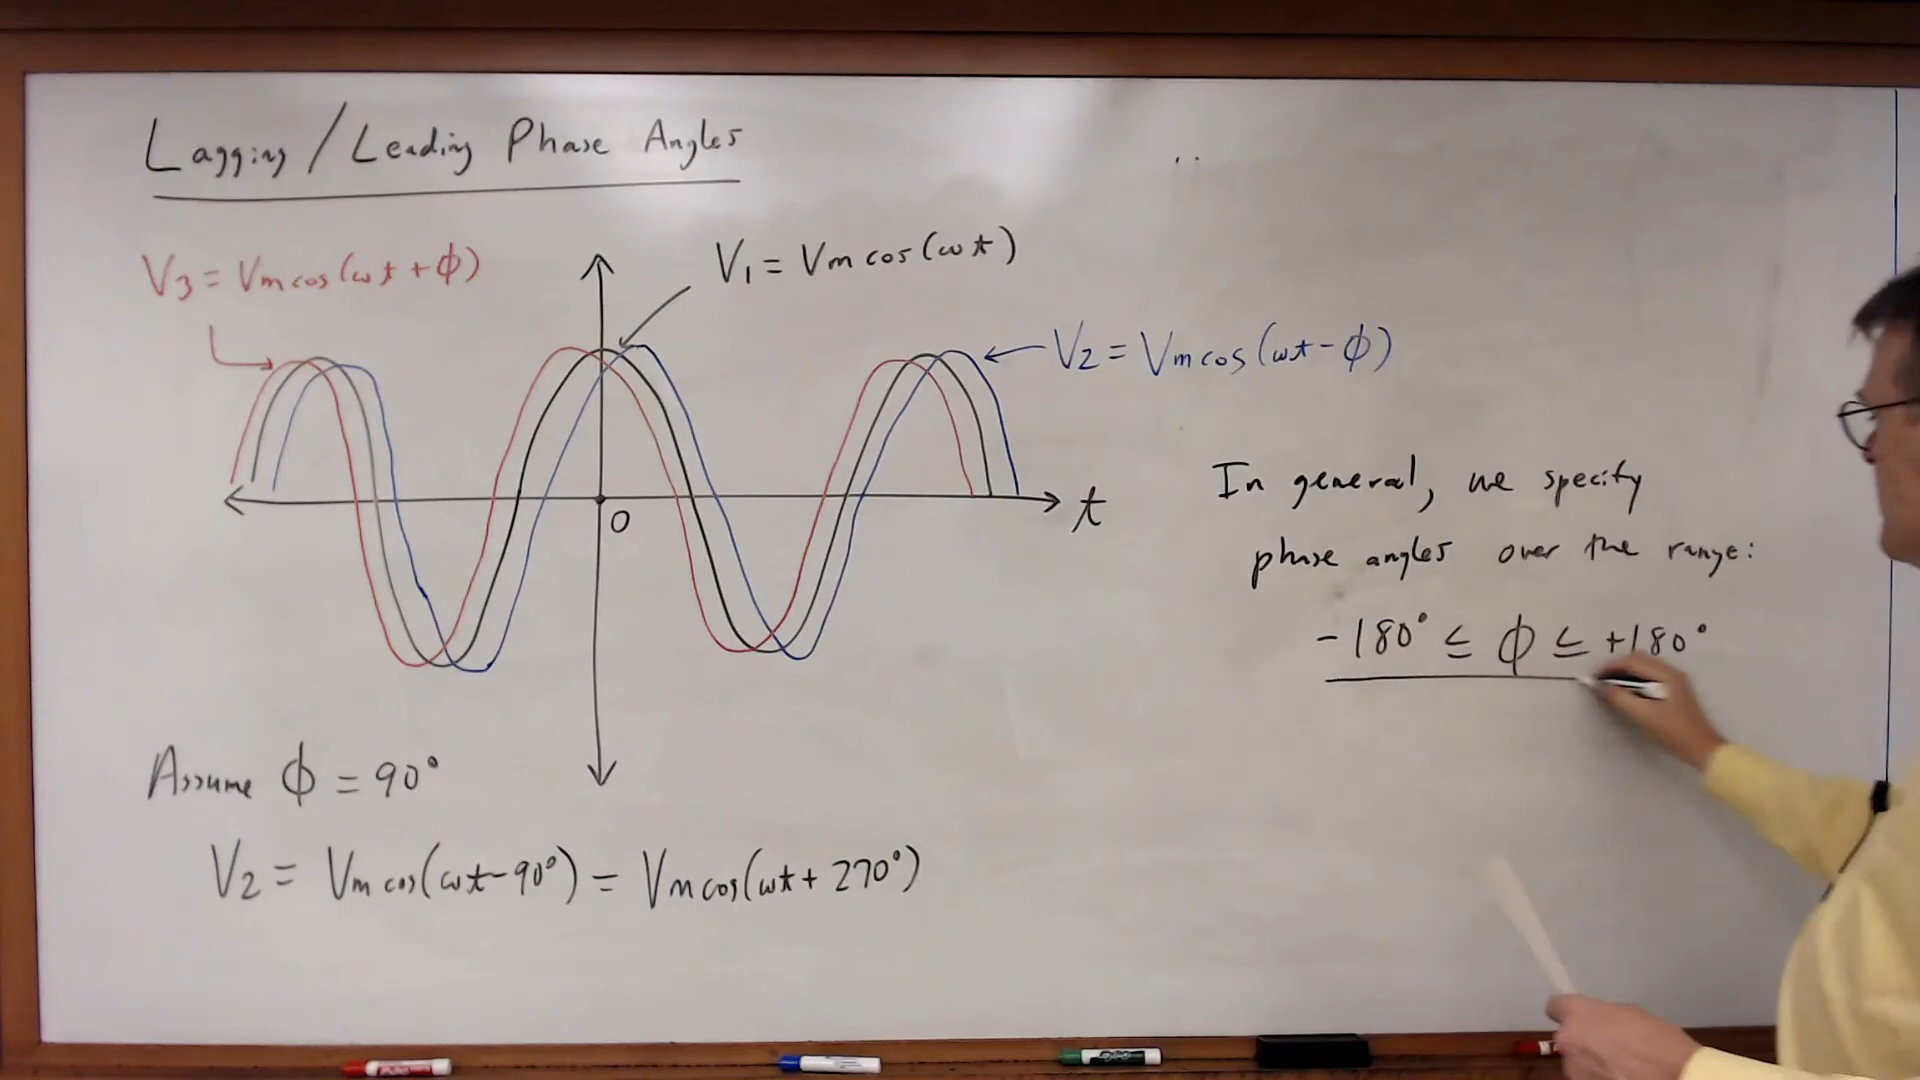 Lagging/Leading Phase Angles
V1 = Vm cos(ωt)
V3 = Vm cos(ωt + ϕ)
V2 = Vm cos(ωt - ϕ)
t
0
In general, we specify
phase angles over the range:
-180° ≤ ϕ ≤ +180°
Assume ϕ = 90°
V2 = Vm cos(ωt - 90°) = Vm cos(ωt + 270°)